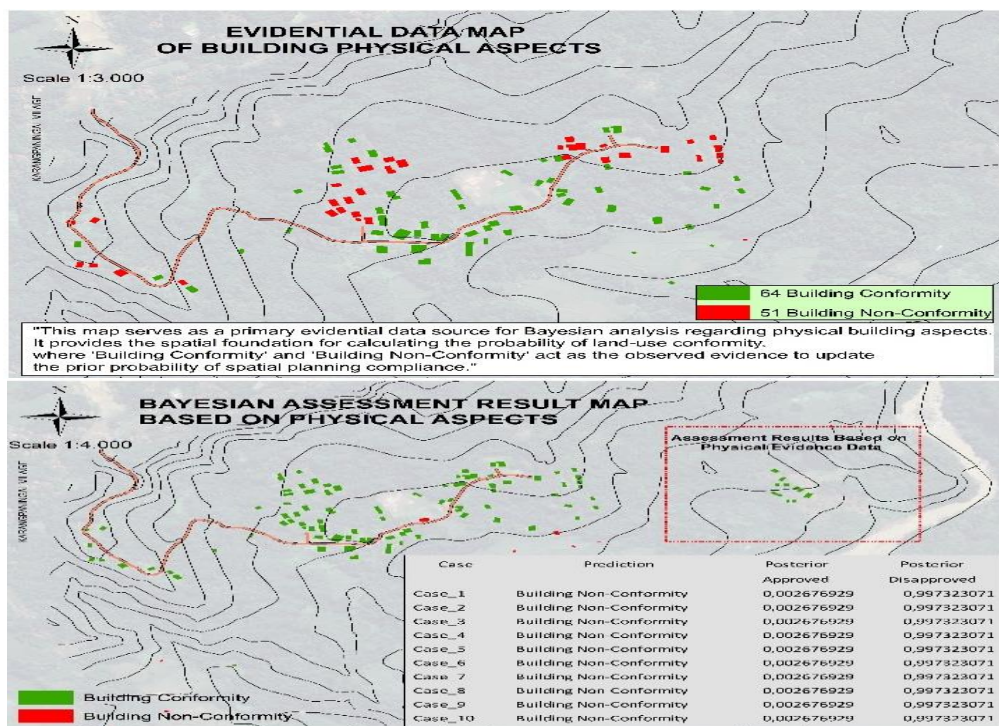 EVIDENTIAL DATA MAP
OF BUILDING PHYSICAL ASPECTS
Scale 1:3.000
64 Building Conformity
51 Building Non-Conformity
"This map serves as a primary evidential data source for Bayesian analysis regarding physical building aspects.
It provides the spatial foundation for calculating the probability of land-use conformity.
where 'Building Conformity' and 'Building Non-Conformity' act as the observed evidence to update
the prior probability of spatial planning compliance."
BAYESIAN ASSESSMENT RESULT MAP
BASED ON PHYSICAL ASPECTS
Scale 1:4.000
Assessment Results Based on
Physical Evidence Data
Case Prediction Posterior Posterior
Approved Disapproved
Case_1 Building Non-Conformity 0,002676929 0,997323071
Case_2 Building Non-Conformity 0,002676929 0,997323071
Case_3 Building Non-Conformity 0,002676929 0,997323071
Case_4 Building Non-Conformity 0,002676929 0,997323071
Case_5 Building Non-Conformity 0,002676929 0,997323071
Case_6 Building Non-Conformity 0,002676929 0,997323071
Case_7 Building Non-Conformity 0,002676929 0,997323071
Case_8 Building Non-Conformity 0,002676929 0,997323071
Case_9 Building Non-Conformity 0,002676929 0,997323071
Case_10 Building Non-Conformity 0,002676929 0,997323071
Building Conformity
Building Non-Conformity